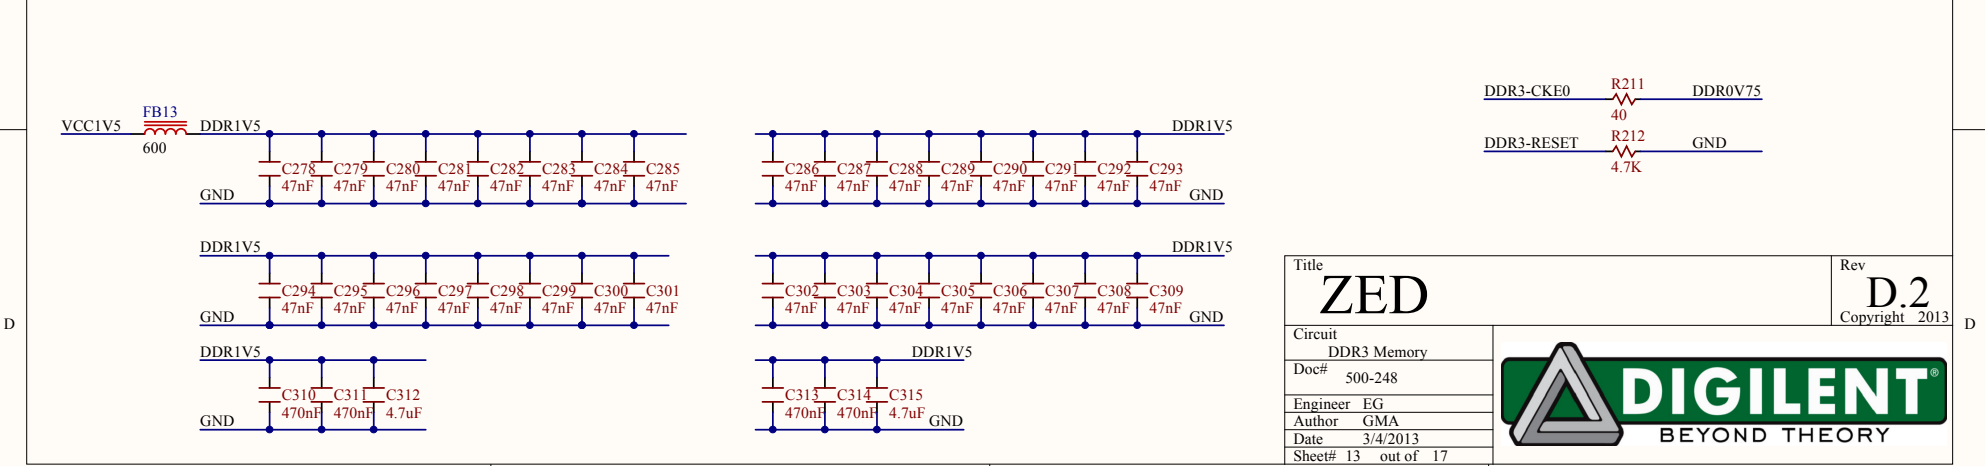 R211
DDR3-CKE0 DDR0V75
40
FB13
VCC1V5 DDR1V5 DDR1V5
600
R212
DDR3-RESET GND
4.7K
C278 C279 C280 C281 C282 C283 C284 C285 C286 C287 C288 C289 C290 C291 C292 C293
47nF 47nF 47nF 47nF 47nF 47nF 47nF 47nF 47nF 47nF 47nF 47nF 47nF 47nF 47nF 47nF
GND GND
DDR1V5 DDR1V5
C294 C295 C296 C297 C298 C299 C300 C301 C302 C303 C304 C305 C306 C307 C308 C309
47nF 47nF 47nF 47nF 47nF 47nF 47nF 47nF 47nF 47nF 47nF 47nF 47nF 47nF 47nF 47nF
GND GND
DDR1V5 DDR1V5
C310 C311 C312 C313 C314 C315
470nF 470nF 4.7uF 470nF 470nF 4.7uF
GND GND
D
Title
ZED
Rev
D.2
Copyright 2013
D
Circuit
DDR3 Memory
Doc# 500-248
Engineer EG
Author GMA
Date 3/4/2013
Sheet# 13 out of 17
DIGILENT®
BEYOND THEORY